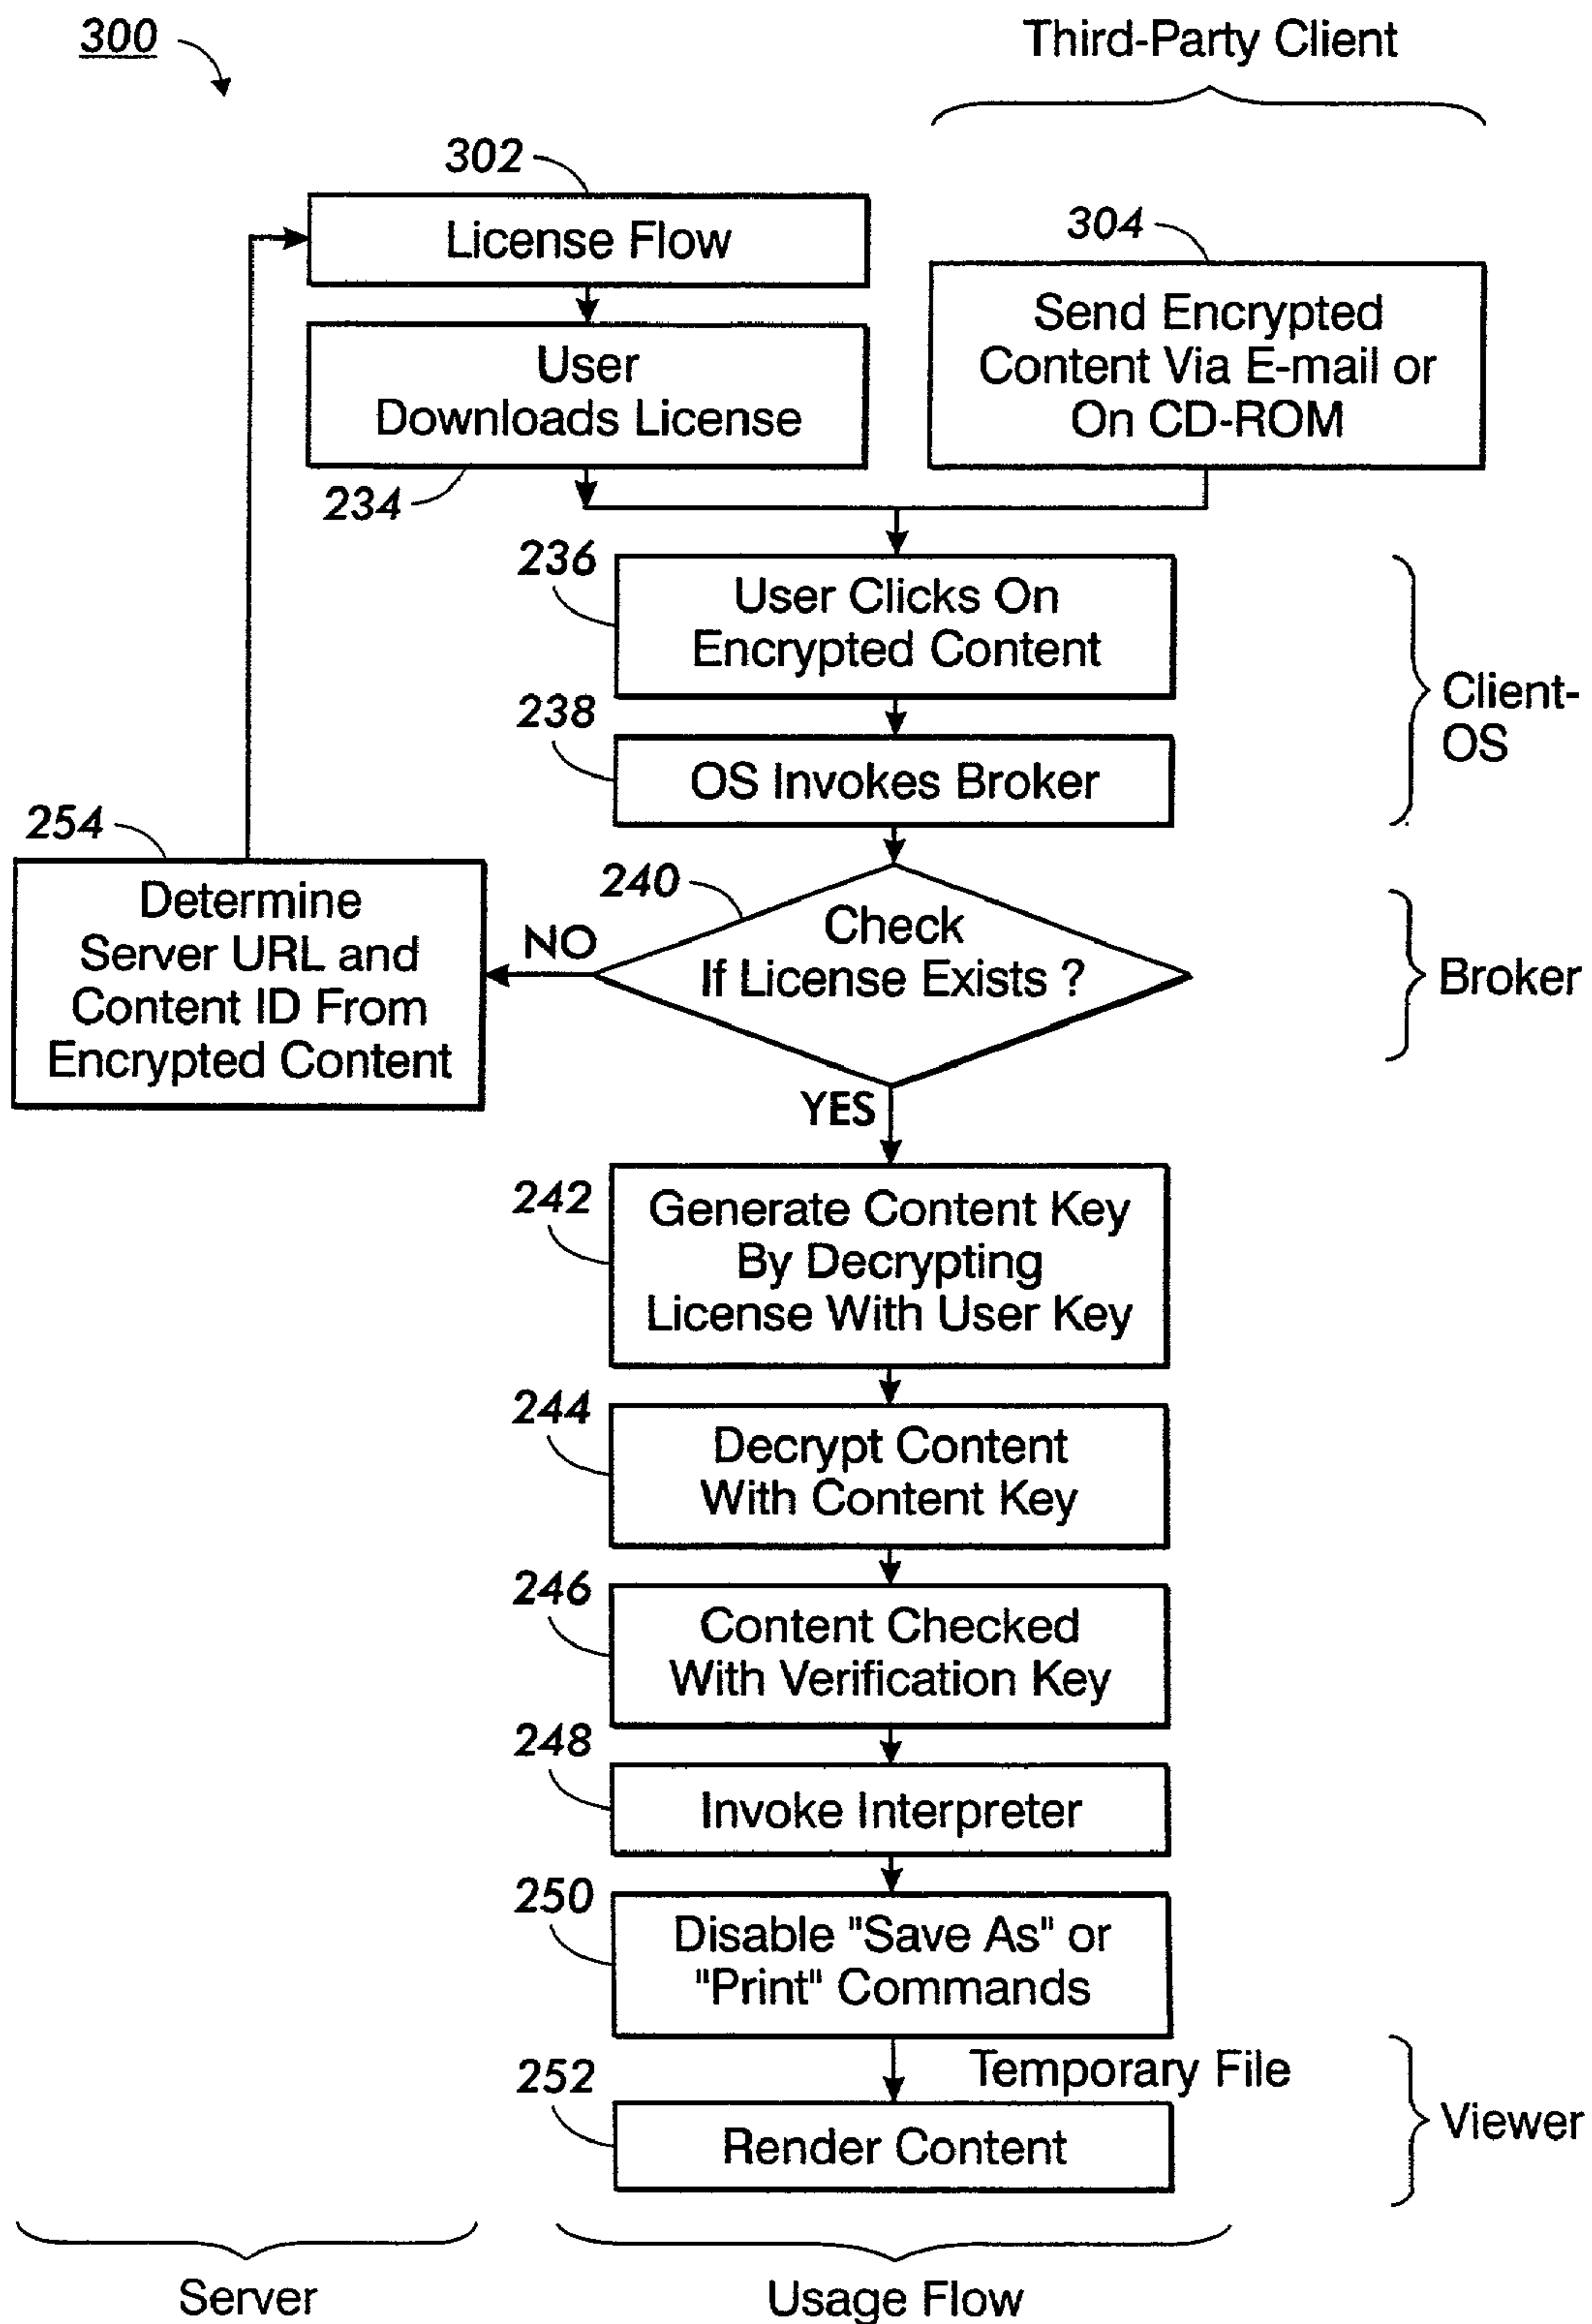 300
Third-Party Client
302
License Flow
304
Send Encrypted
Content Via E-mail or
On CD-ROM
User
Downloads License
234
236
User Clicks On
Encrypted Content
238
OS Invokes Broker
Client-
OS
254
Determine
Server URL and
Content ID From
Encrypted Content
NO
240
Check
If License Exists ?
Broker
YES
242
Generate Content Key
By Decrypting
License With User Key
244
Decrypt Content
With Content Key
246
Content Checked
With Verification Key
248
Invoke Interpreter
250
Disable "Save As" or
"Print" Commands
Temporary File
252
Render Content
Viewer
Server
Usage Flow